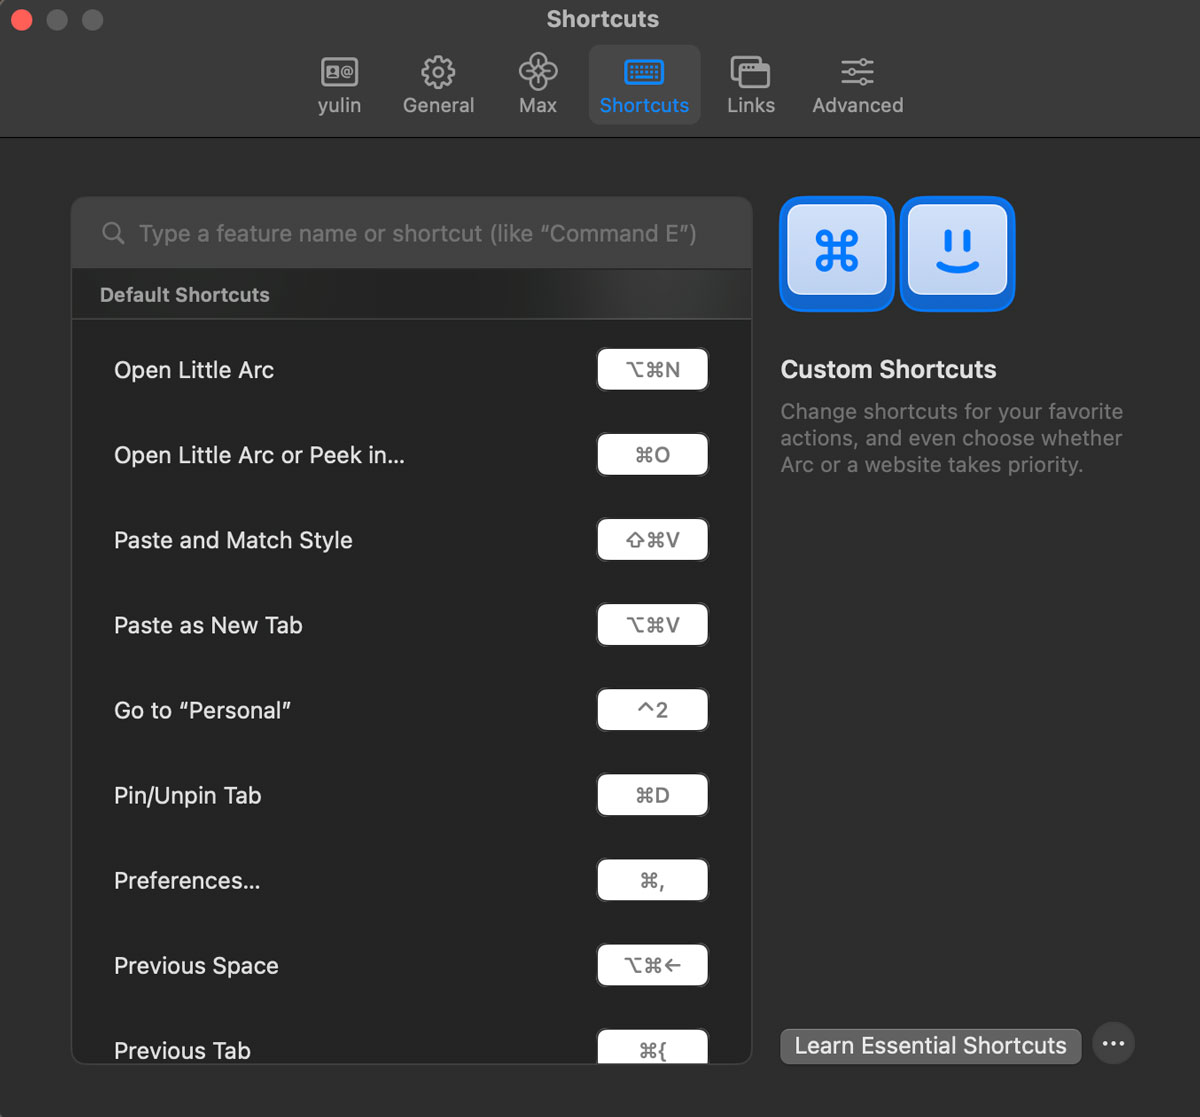 Shortcuts
yulin
General
Max
Shortcuts
Links
Advanced
Type a feature name or shortcut (like “Command E”)
Default Shortcuts
Open Little Arc ⌥⌘N
Open Little Arc or Peek in... ⌘O
Paste and Match Style ⇧⌘V
Paste as New Tab ⌥⌘V
Go to “Personal” ^2
Pin/Unpin Tab ⌘D
Preferences... ⌘,
Previous Space ⌥⌘←
Previous Tab ⌘{
⌘
Custom Shortcuts
Change shortcuts for your favorite
actions, and even choose whether
Arc or a website takes priority.
Learn Essential Shortcuts